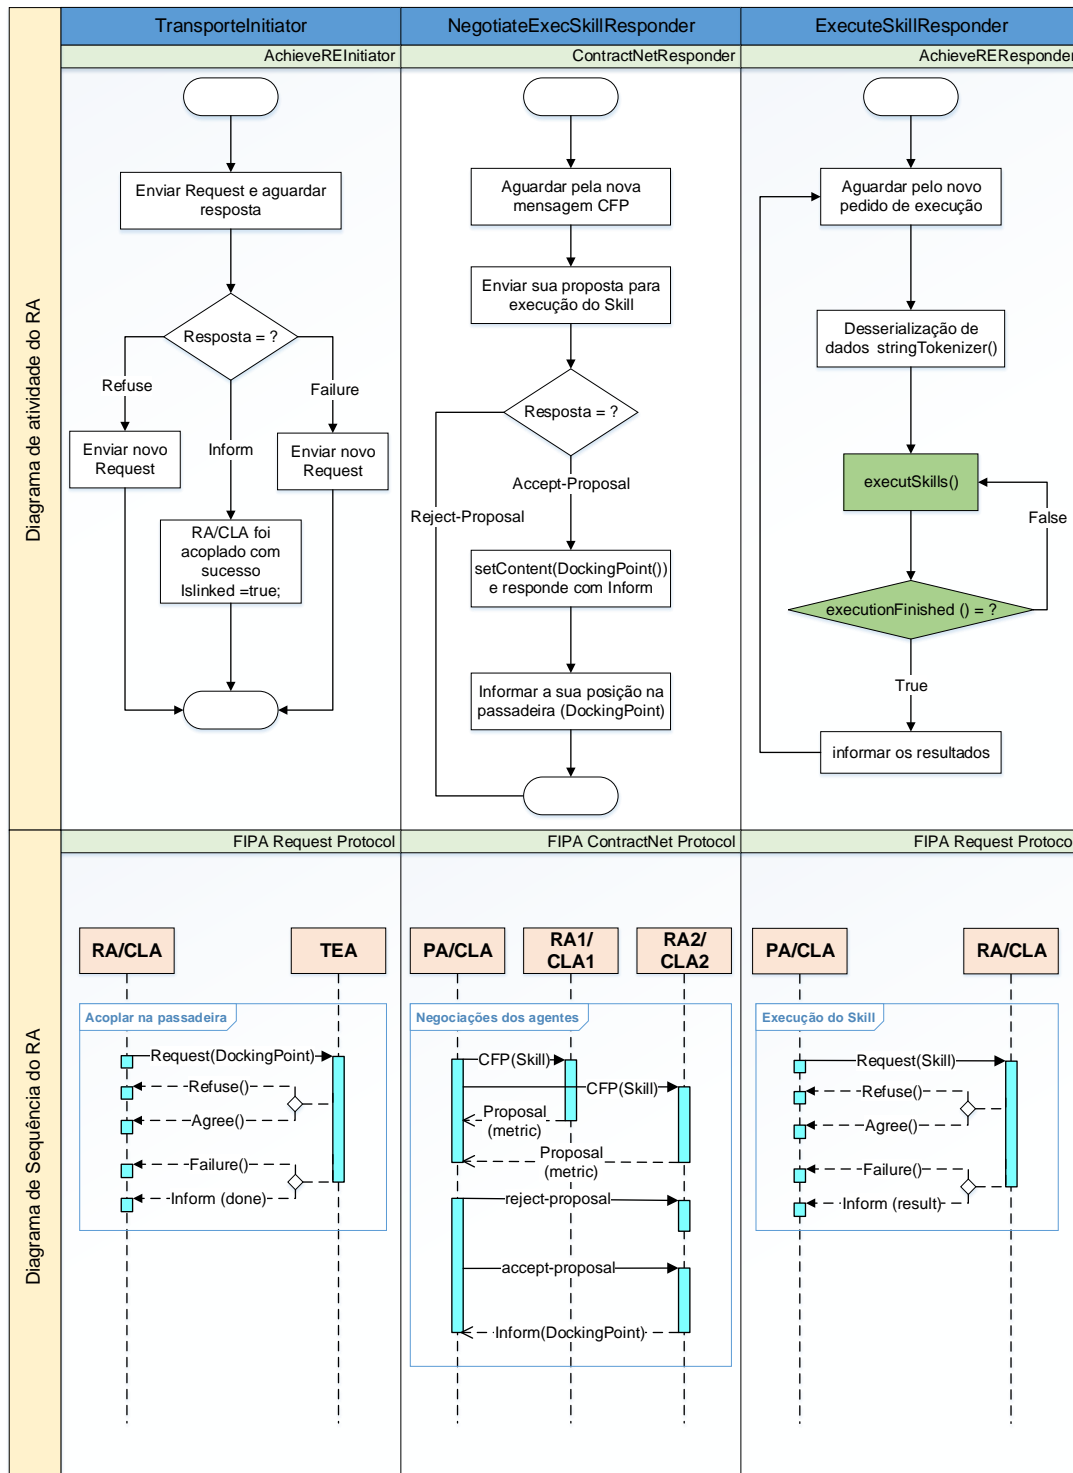 TransporteInitiator
NegotiateExecSkillResponder
ExecuteSkillResponder
AchieveREInitiator
ContractNetResponder
AchieveREResponder
Diagrama de atividade do RA
Enviar Request e aguardar
resposta
Resposta = ?
Refuse
Failure
Inform
Enviar novo
Request
Enviar novo
Request
RA/CLA foi
acoplado com
sucesso
Islinked =true;
Aguardar pela nova
mensagem CFP
Enviar sua proposta para
execução do Skill
Resposta = ?
Accept-Proposal
Reject-Proposal
setContent(DockingPoint())
e responde com Inform
Informar a sua posição na
passadeira (DockingPoint)
Aguardar pelo novo
pedido de execução
Desserialização de
dados stringTokenizer()
executSkills()
False
executionFinished () = ?
True
informar os resultados
Diagrama de Sequência do RA
FIPA Request Protocol
FIPA ContractNet Protocol
FIPA Request Protocol
RA/CLA
TEA
Acoplar na passadeira
Request(DockingPoint)
Refuse()
Agree()
Failure()
Inform (done)
PA/CLA
RA1/
CLA1
RA2/
CLA2
Negociações dos agentes
CFP(Skill)
CFP(Skill)
Proposal
(metric)
Proposal
(metric)
reject-proposal
accept-proposal
Inform(DockingPoint)
PA/CLA
RA/CLA
Execução do Skill
Request(Skill)
Refuse()
Agree()
Failure()
Inform (result)